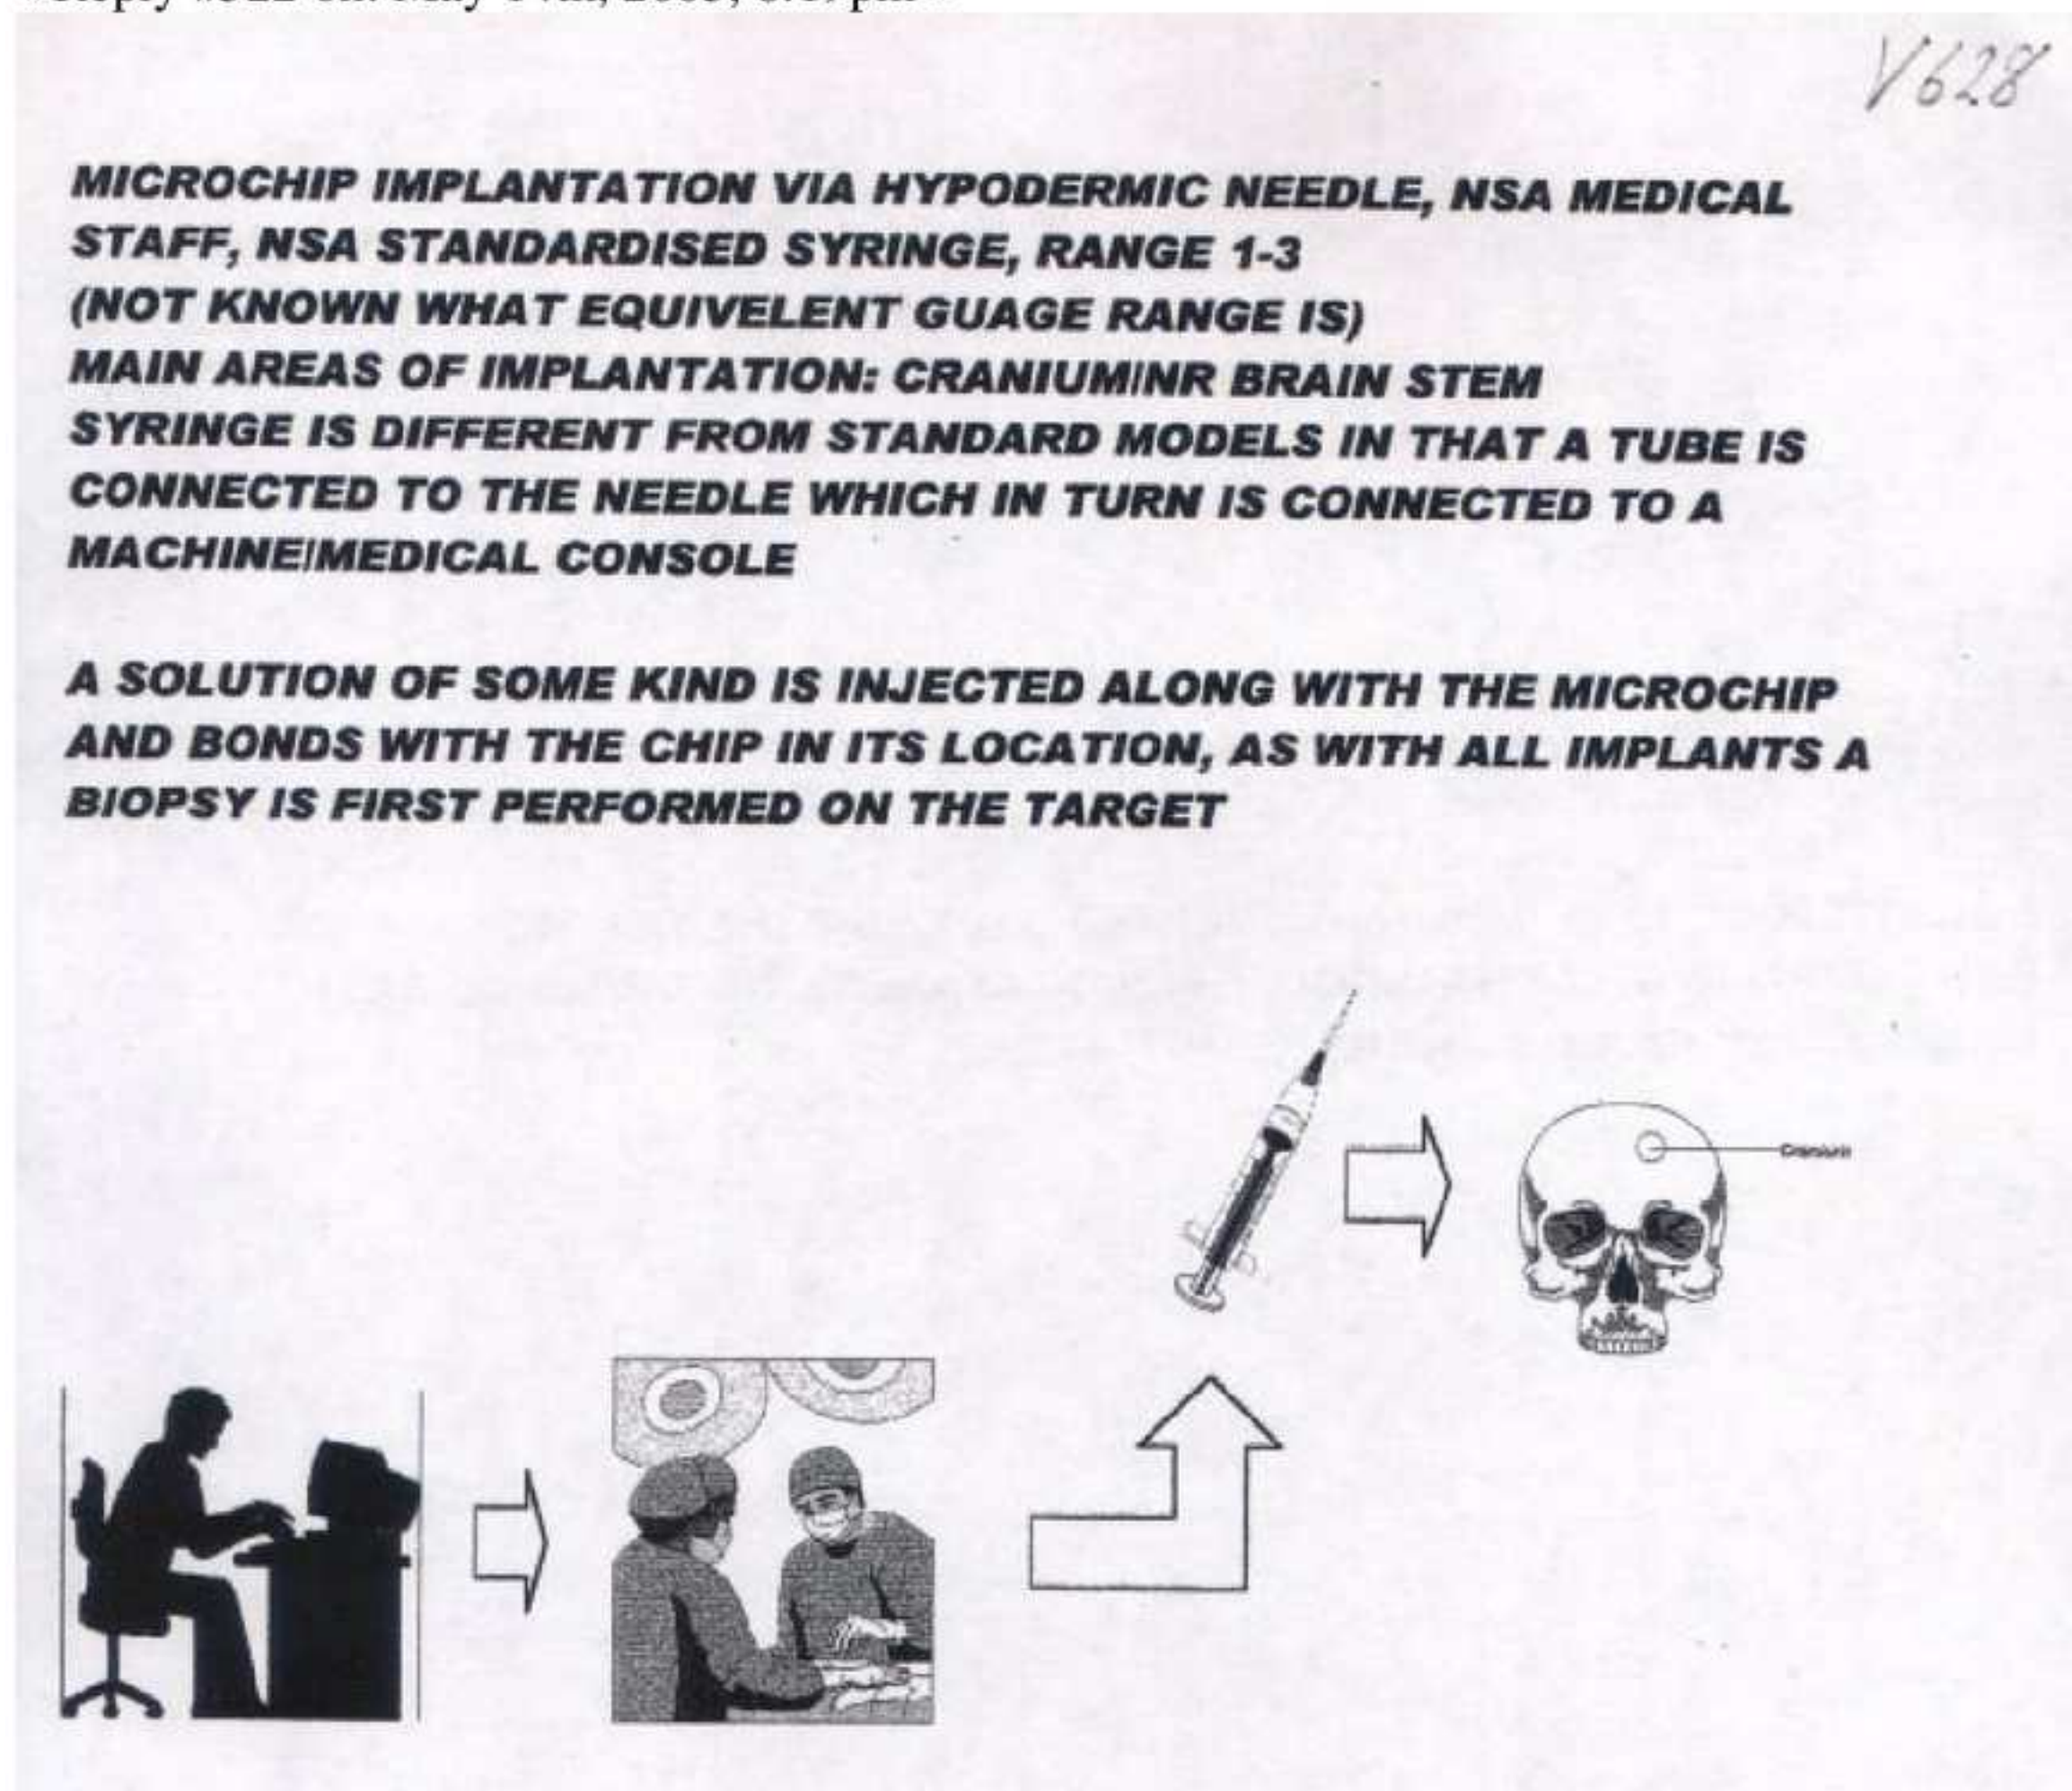 V628
MICROCHIP IMPLANTATION VIA HYPODERMIC NEEDLE, NSA MEDICAL
STAFF, NSA STANDARDISED SYRINGE, RANGE 1-3
(NOT KNOWN WHAT EQUIVELENT GUAGE RANGE IS)
MAIN AREAS OF IMPLANTATION: CRANIUM/NR BRAIN STEM
SYRINGE IS DIFFERENT FROM STANDARD MODELS IN THAT A TUBE IS
CONNECTED TO THE NEEDLE WHICH IN TURN IS CONNECTED TO A
MACHINE/MEDICAL CONSOLE
A SOLUTION OF SOME KIND IS INJECTED ALONG WITH THE MICROCHIP
AND BONDS WITH THE CHIP IN ITS LOCATION, AS WITH ALL IMPLANTS A
BIOPSY IS FIRST PERFORMED ON THE TARGET
Cranium